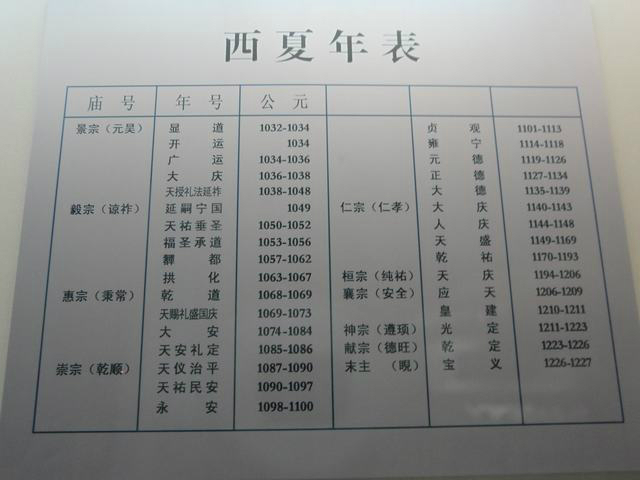 西夏年表
庙号 年号 公元
景宗（元昊） 显道 1032-1034
开运 1034
广运 1034-1036
大庆 1036-1038
天授礼法延祚 1038-1048
毅宗（谅祚） 延嗣宁国 1049
天祐垂圣 1050-1052
福圣承道 1053-1056
都 1057-1062
拱化 1063-1067
惠宗（秉常） 乾道 1068-1069
天赐礼盛国庆 1069-1073
大安 1074-1084
天安礼定 1085-1086
崇宗（乾顺） 天仪治平 1087-1090
天祐民安 1090-1097
永安 1098-1100
贞观 1101-1113
雍宁 1114-1118
元德 1119-1126
正德 1127-1134
大德 1135-1139
仁宗（仁孝） 大庆 1140-1143
人庆 1144-1148
天盛 1149-1169
乾祐 1170-1193
桓宗（纯祐） 天庆 1194-1206
襄宗（安全） 应天 1206-1209
皇建 1210-1211
神宗（遵顼） 光定 1211-1223
献宗（德旺） 乾定 1223-1226
末主（晛） 宝义 1226-1227